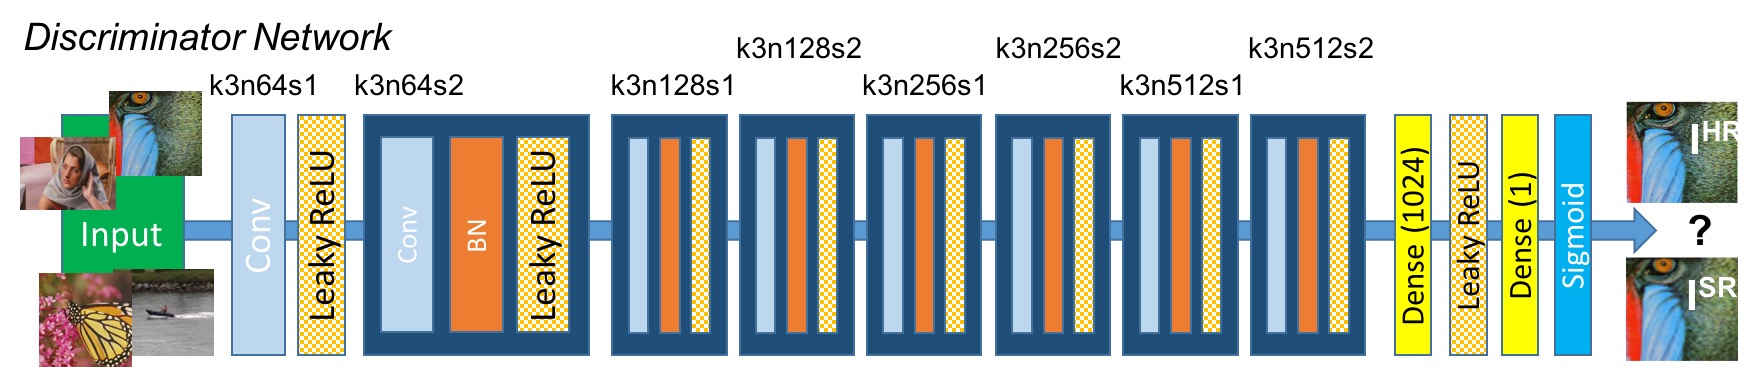 Discriminator Network
k3n64s1
k3n64s2
k3n128s1
k3n128s2
k3n256s1
k3n256s2
k3n512s1
k3n512s2
Input
Conv
Leaky ReLU
Conv
BN
Leaky ReLU
Dense (1024)
Leaky ReLU
Dense (1)
Sigmoid
I^HR
?
I^SR